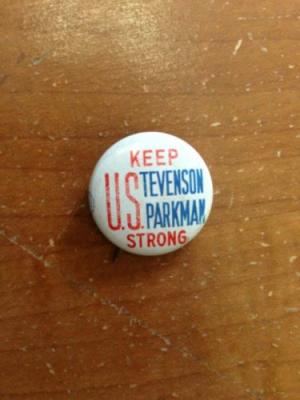 KEEP
U.S. TEVENSON
PARKMAN
STRONG